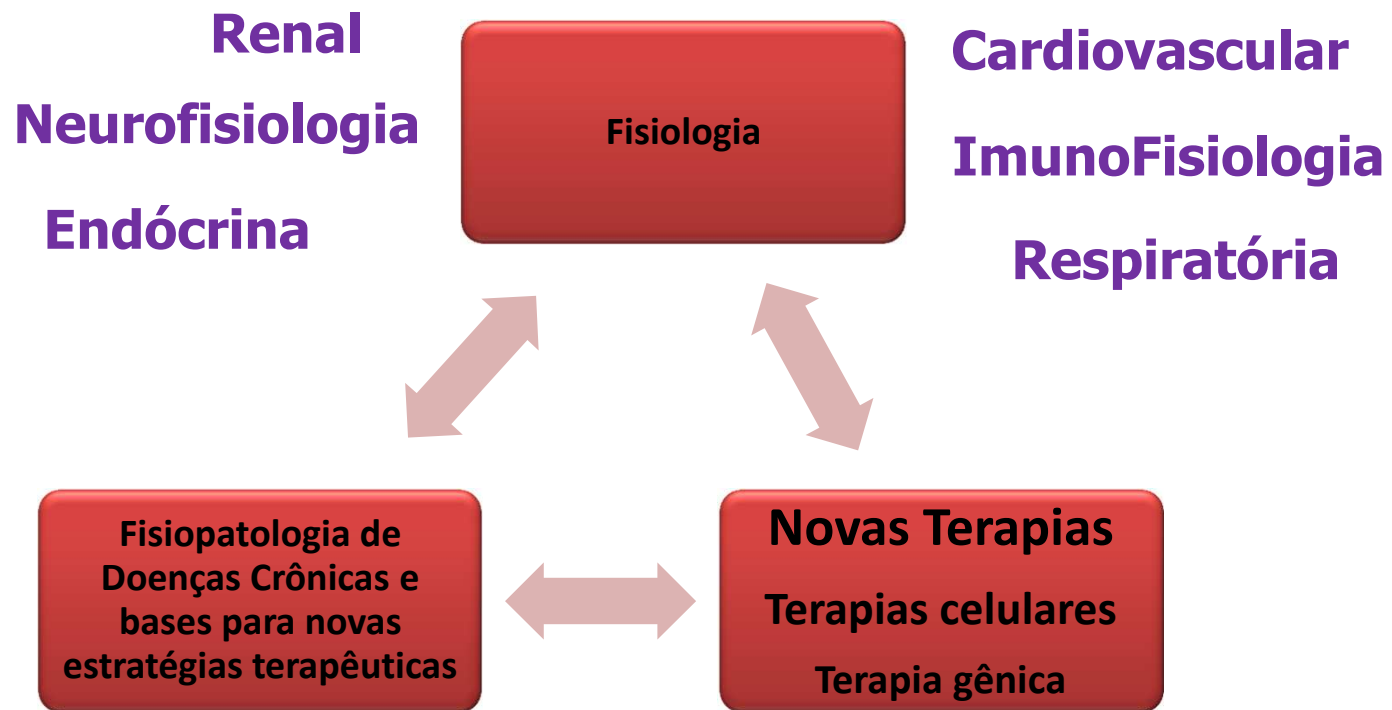 Renal
Neurofisiologia
Endócrina
Fisiologia
Cardiovascular
ImunoFisiologia
Respiratória
Fisiopatologia de
Doenças Crônicas e
bases para novas
estratégias terapêuticas
Novas Terapias
Terapias celulares
Terapia gênica